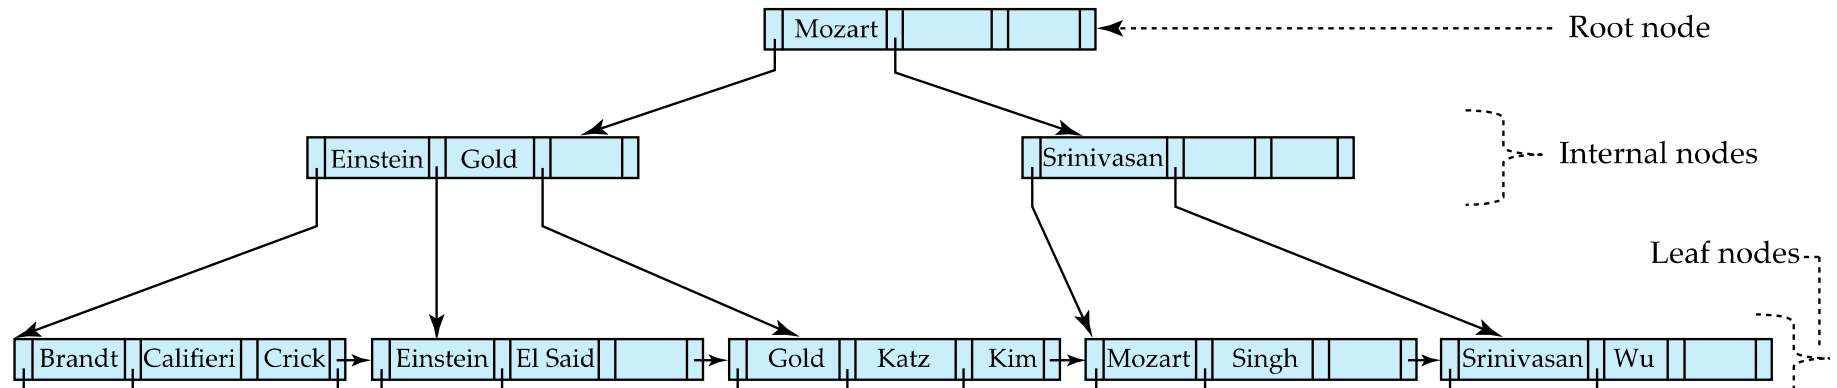 Mozart
Root node
Einstein Gold
Srinivasan
Internal nodes
Leaf nodes
Brandt Califieri Crick Einstein El Said Gold Katz Kim Mozart Singh Srinivasan Wu